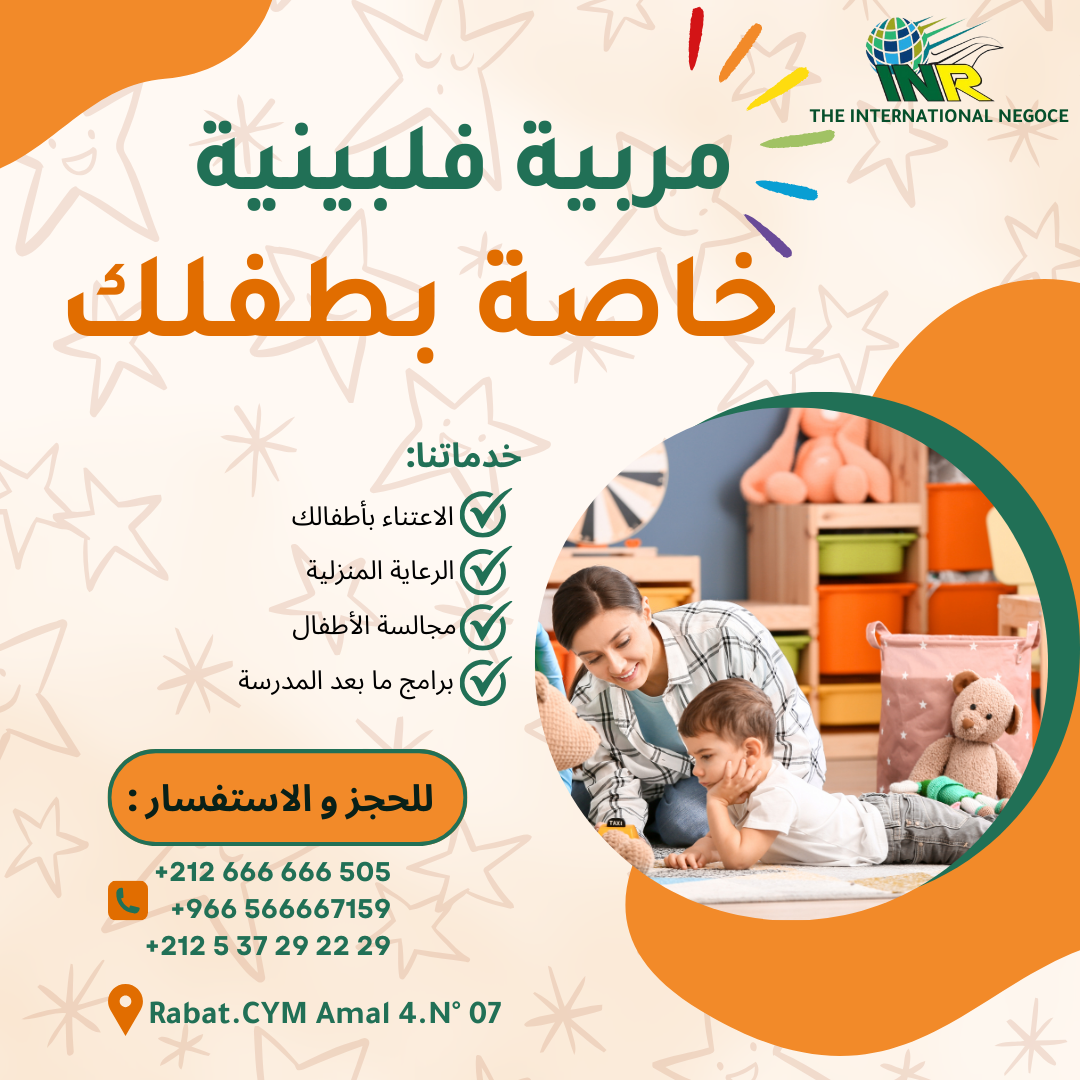 INR
THE INTERNATIONAL NEGOCE
مربية فلبينية
خاصة بطفلك
خدماتنا:
الاعتناء بأطفالك
الرعاية المنزلية
مجالسة الأطفال
برامج ما بعد المدرسة
TAXI
للحجز و الاستفسار :
+212 666 666 505
+966 566667159
+212 5 37 29 22 29
Rabat.CYM Amal 4.N° 07